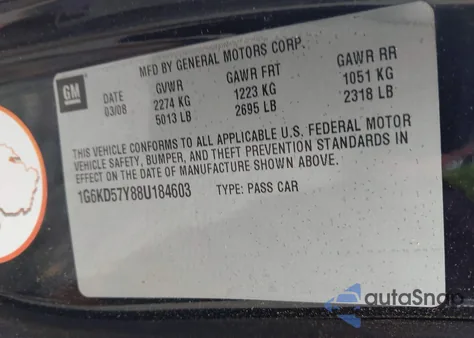 GM
MFD BY GENERAL MOTORS CORP.
DATE GVWR GAWR FRT GAWR RR
03/08 2274 KG 1223 KG 1051 KG
5013 LB 2695 LB 2318 LB
THIS VEHICLE CONFORMS TO ALL APPLICABLE U.S. FEDERAL MOTOR
VEHICLE SAFETY, BUMPER, AND THEFT PREVENTION STANDARDS IN
EFFECT ON THE DATE OF MANUFACTURE SHOWN ABOVE.
1G6KD57Y88U184603 TYPE: PASS CAR
autaSnap